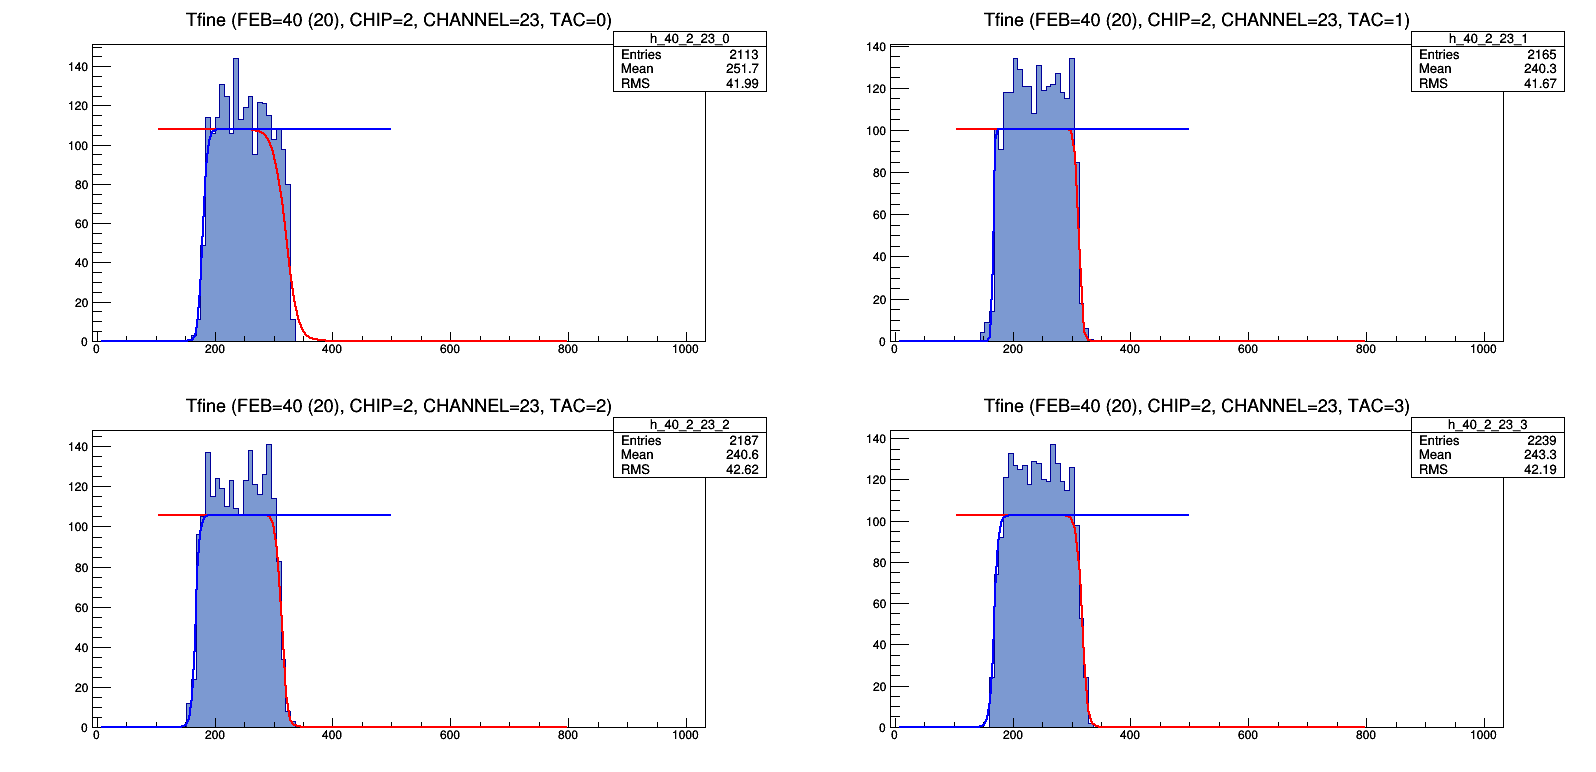 Tfine (FEB=40 (20), CHIP=2, CHANNEL=23, TAC=0)
h_40_2_23_0
Entries 2113
Mean 251.7
RMS 41.99
140
120
100
80
60
40
20
0
0 200 400 600 800 1000
Tfine (FEB=40 (20), CHIP=2, CHANNEL=23, TAC=1)
h_40_2_23_1
Entries 2165
Mean 240.3
RMS 41.67
140
120
100
80
60
40
20
0
0 200 400 600 800 1000
Tfine (FEB=40 (20), CHIP=2, CHANNEL=23, TAC=2)
h_40_2_23_2
Entries 2187
Mean 240.6
RMS 42.62
140
120
100
80
60
40
20
0
0 200 400 600 800 1000
Tfine (FEB=40 (20), CHIP=2, CHANNEL=23, TAC=3)
h_40_2_23_3
Entries 2239
Mean 243.3
RMS 42.19
140
120
100
80
60
40
20
0
0 200 400 600 800 1000